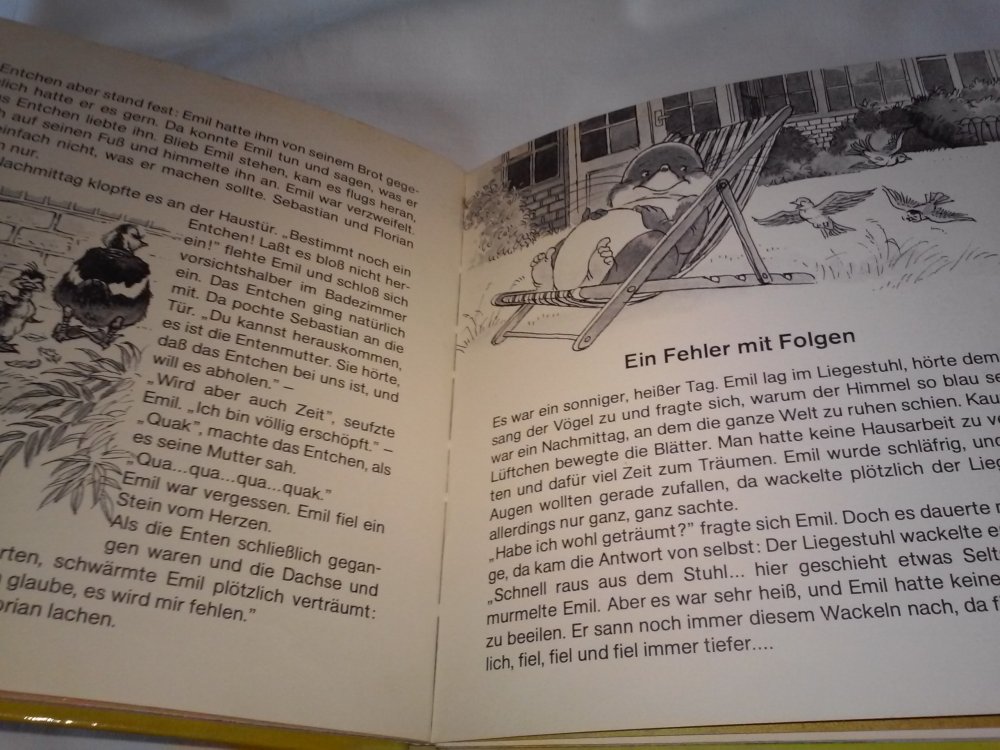 Entchen aber stand fest: Emil hatte ihm von seinem Brot gege-
lich hatte er es gern. Da konnte Emil tun und sagen, was er
s Entchen liebte ihn. Blieb Emil stehen, kam es flugs heran,
auf seinen Fuß und himmelte ihn an. Emil war verzweifelt.
einfach nicht, was er machen sollte. Sebastian und Florian
nur.
Nachmittag klopfte es an der Haustür. „Bestimmt noch ein
Entchen! Laßt es bloß nicht her-
ein!" flehte Emil und schloß sich
vorsichtshalber im Badezimmer
ein. Das Entchen ging natürlich
mit. Da pochte Sebastian an die
Tür. „Du kannst herauskommen,
es ist die Entenmutter. Sie hörte,
daß das Entchen bei uns ist, und
will es abholen." –
„Wird aber auch Zeit", seufzte
Emil. „Ich bin völlig erschöpft." –
„Quak", machte das Entchen, als
es seine Mutter sah.
„Qua...qua...qua...quak."
Emil war vergessen. Emil fiel ein
Stein vom Herzen.
Als die Enten schließlich gegan-
gen waren und die Dachse und
rten, schwärmte Emil plötzlich verträumt:
glaube, es wird mir fehlen."
orian lachen.
Ein Fehler mit Folgen
Es war ein sonniger, heißer Tag. Emil lag im Liegestuhl, hörte dem
sang der Vögel zu und fragte sich, warum der Himmel so blau se
war ein Nachmittag, an dem die ganze Welt zu ruhen schien. Kau
Lüftchen bewegte die Blätter. Man hatte keine Hausarbeit zu ve
ten und dafür viel Zeit zum Träumen. Emil wurde schläfrig, und
Augen wollten gerade zufallen, da wackelte plötzlich der Lieg
allerdings nur ganz, ganz sachte.
„Habe ich wohl geträumt?" fragte sich Emil. Doch es dauerte n
ge, da kam die Antwort von selbst: Der Liegestuhl wackelte e
„Schnell raus aus dem Stuhl... hier geschieht etwas Selt
murmelte Emil. Aber es war sehr heiß, und Emil hatte keine
zu beeilen. Er sann noch immer diesem Wackeln nach, da fi
lich, fiel, fiel und fiel immer tiefer....